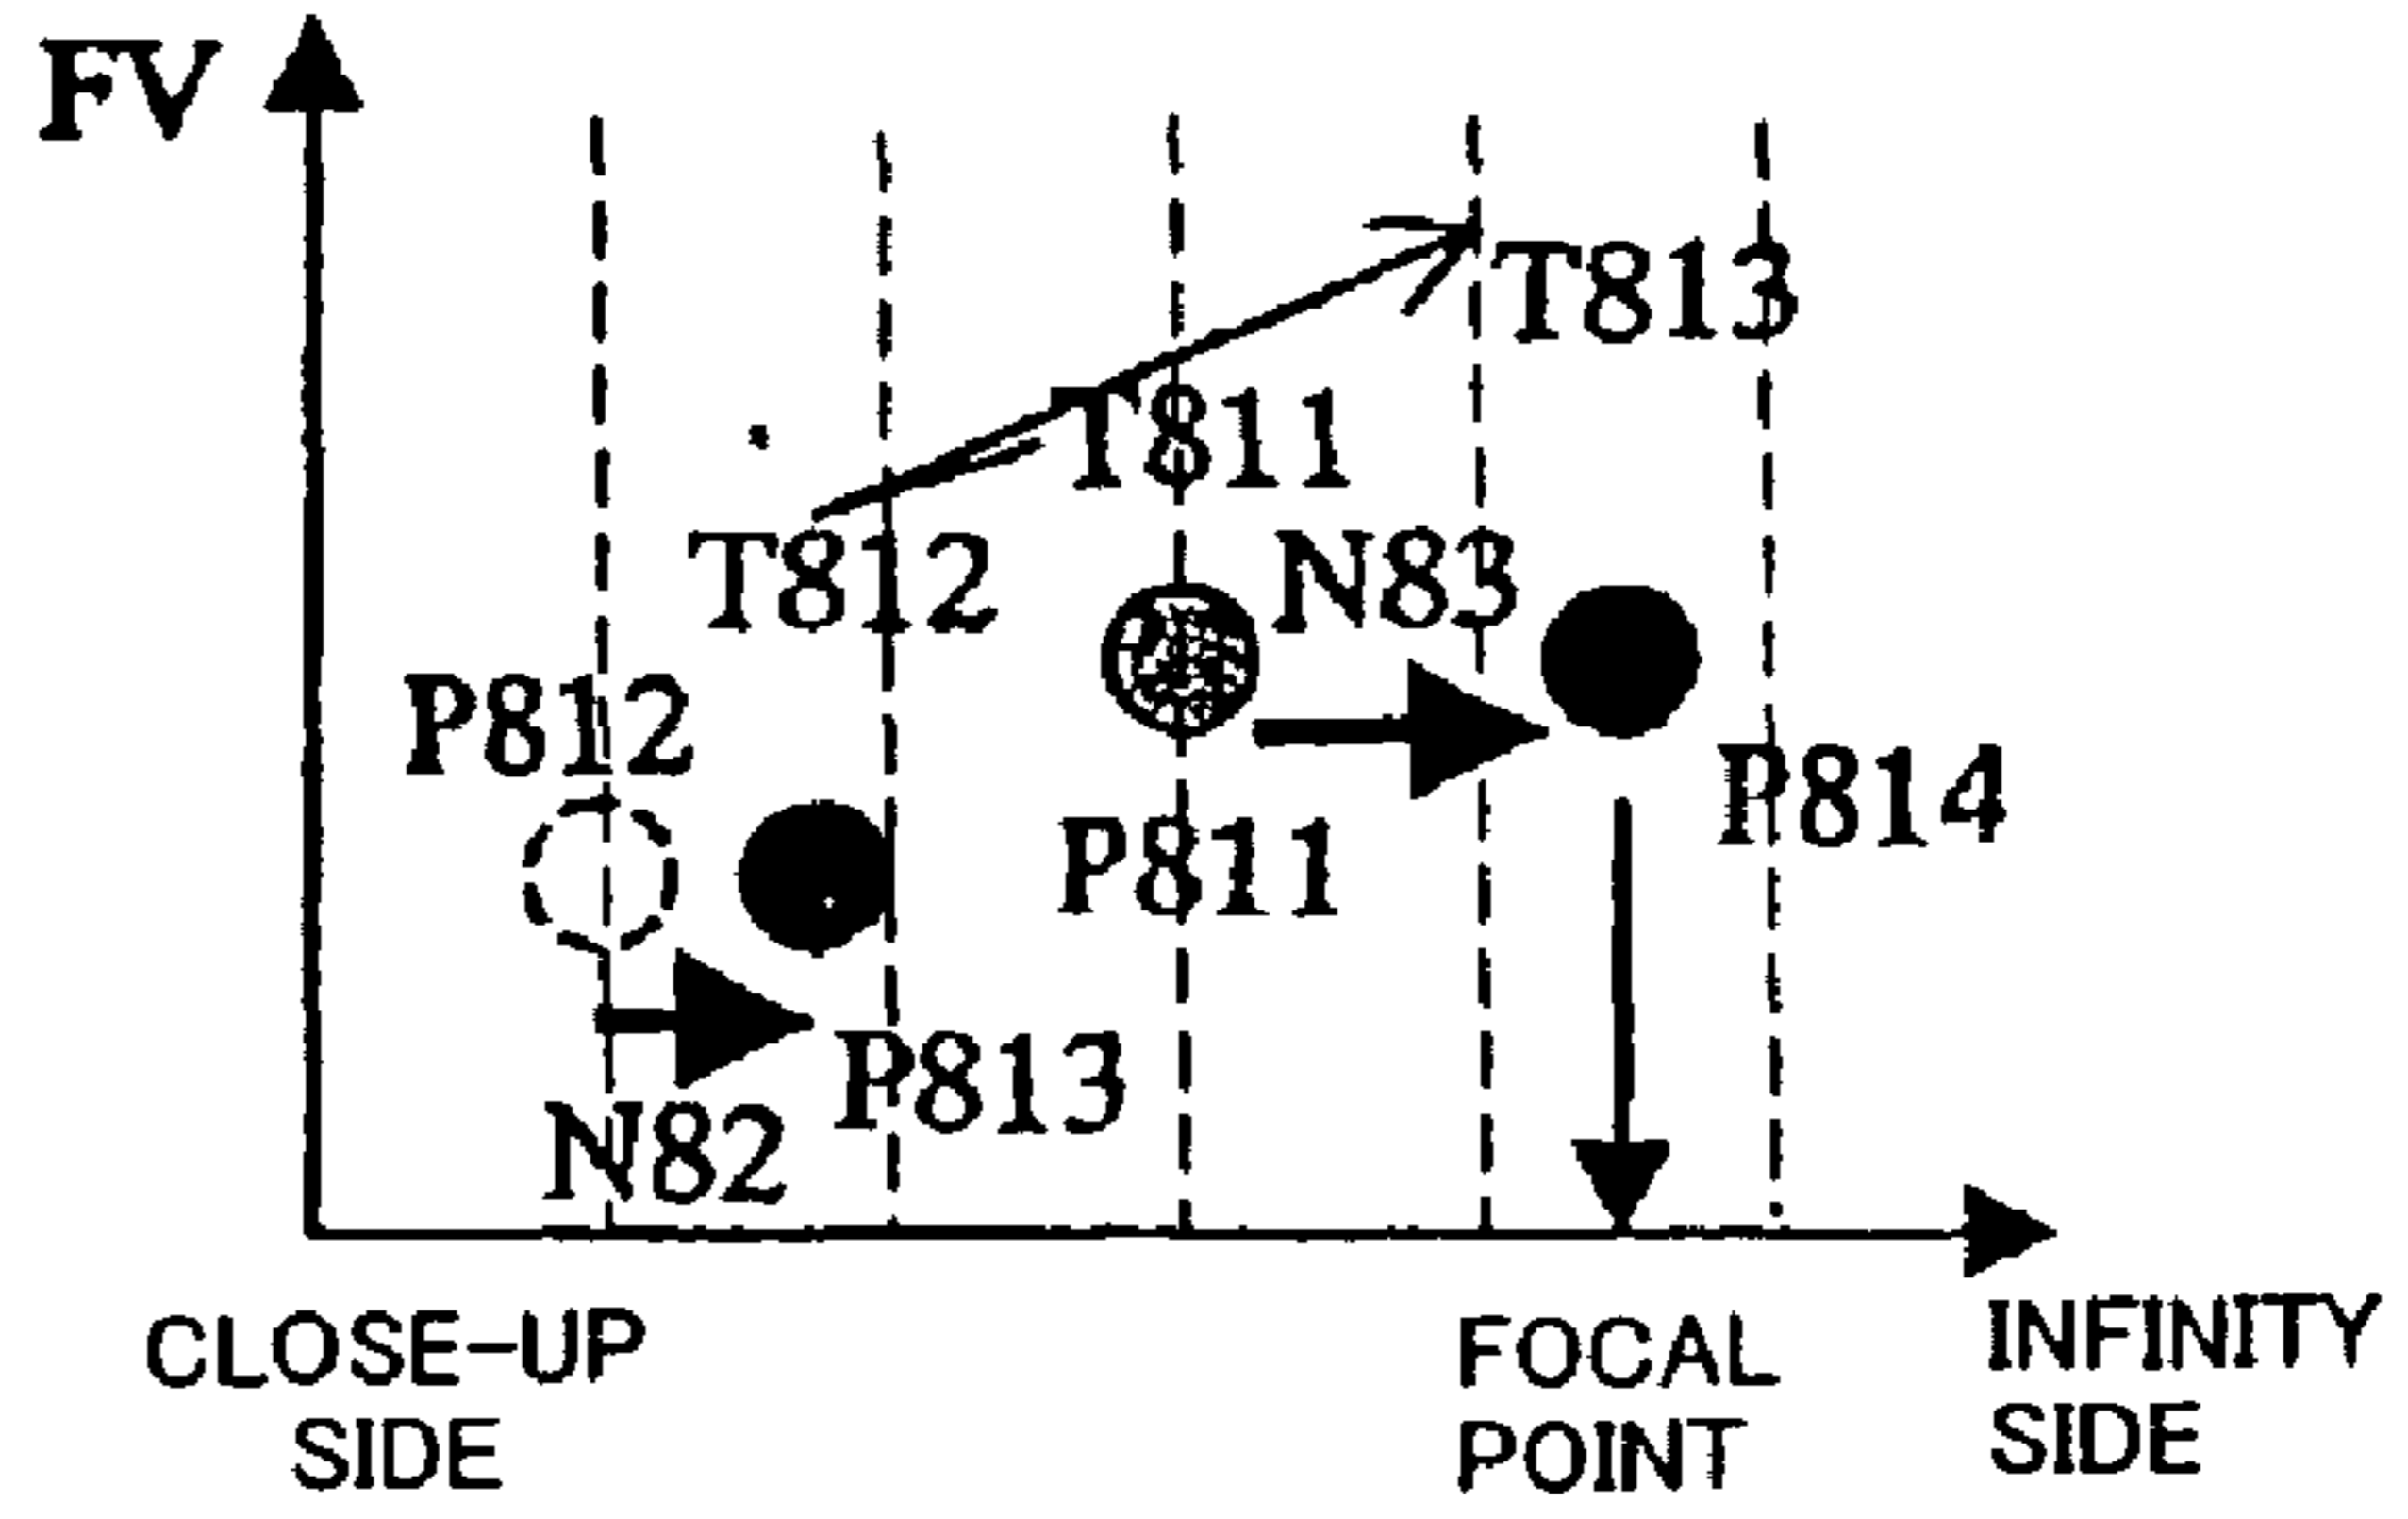 FV
T813
T811
T812
N83
P812
P814
P811
P813
N82
CLOSE-UP
SIDE
FOCAL
POINT
INFINITY
SIDE